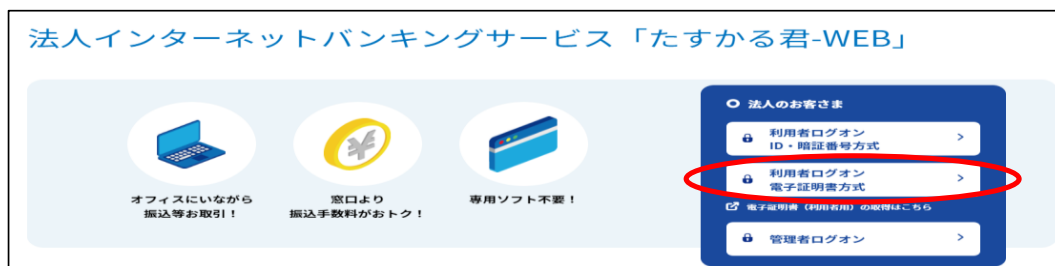 法人インターネットバンキングサービス「たすかる君-WEB」
法人のお客さま
利用者ログオン
ID・暗証番号方式
利用者ログオン
電子証明書方式
電子証明書（利用者用）の取得はこちら
管理者ログオン
オフィスにいながら
振込等お取引！
窓口より
振込手数料がおトク！
専用ソフト不要！